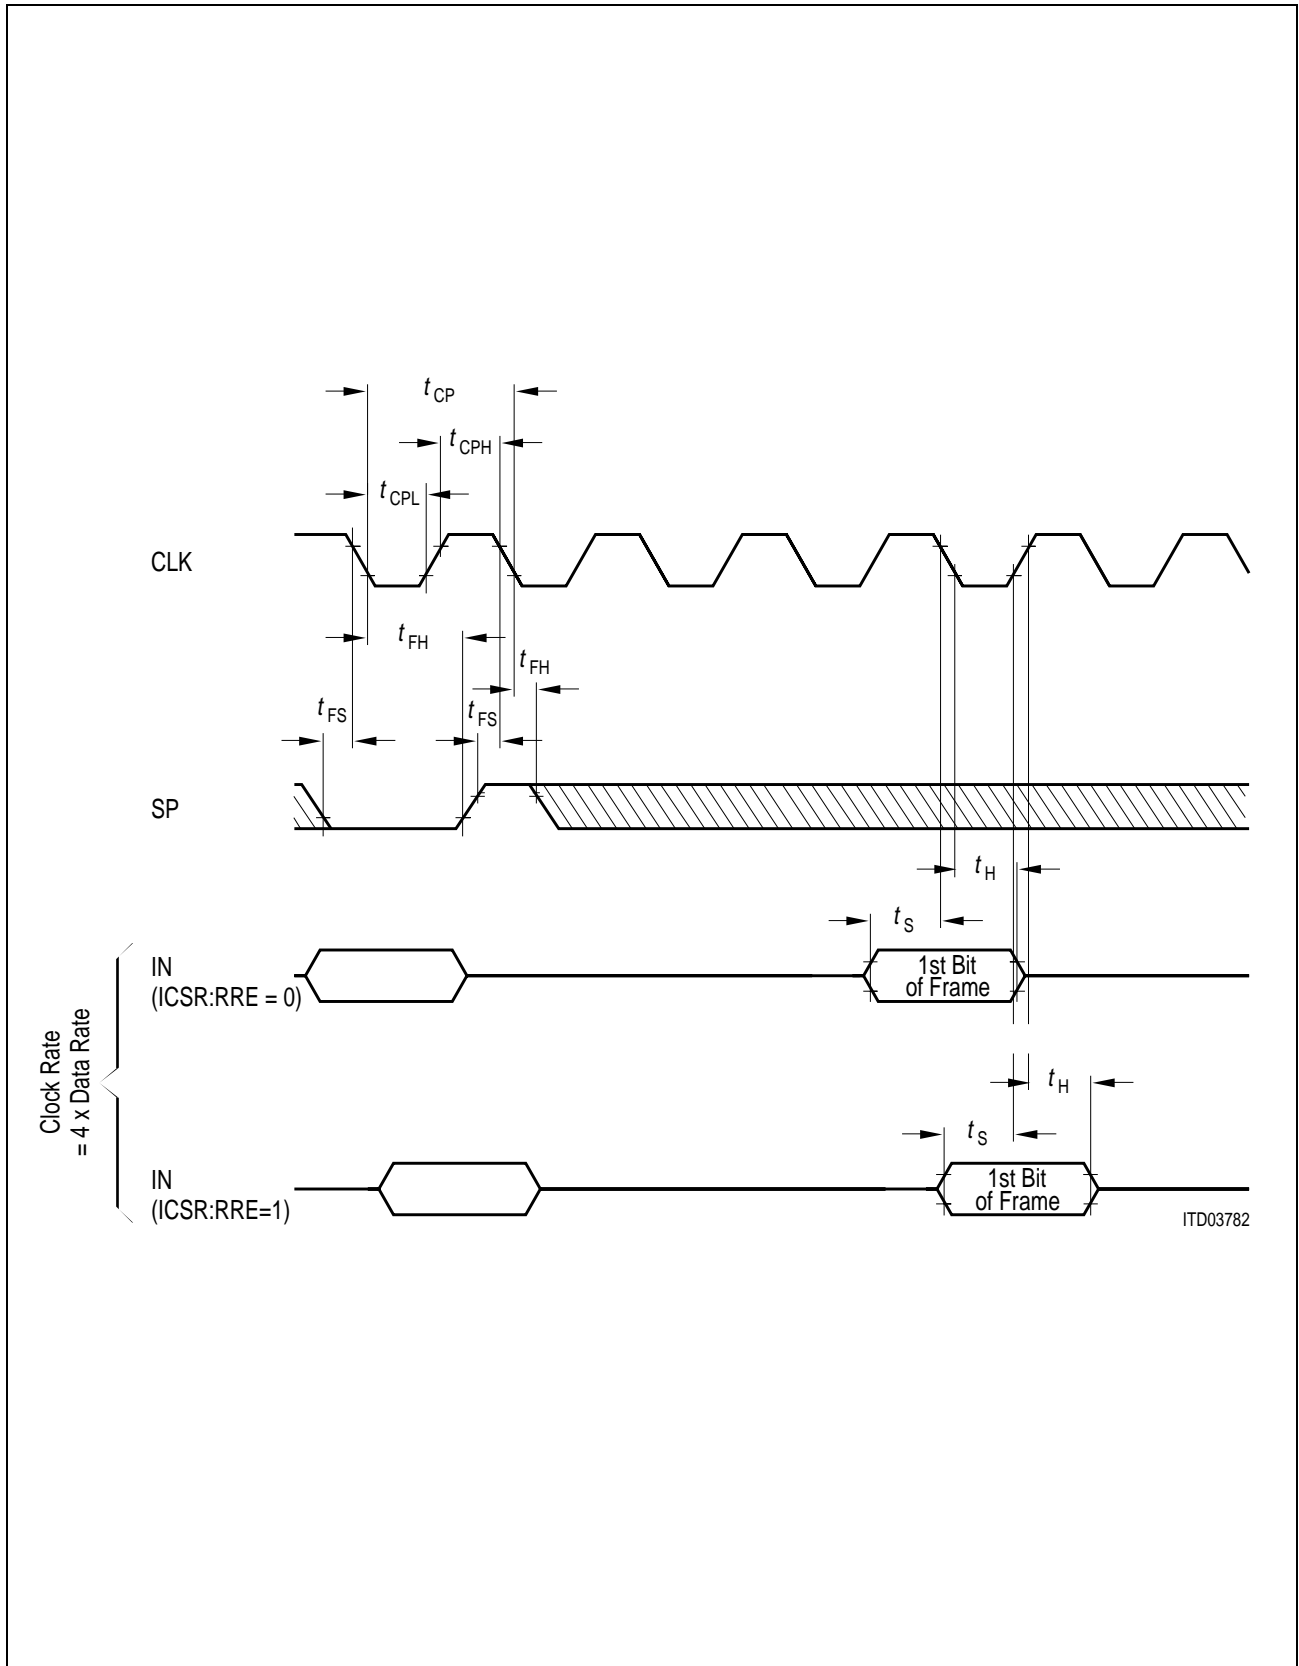 t CP
t CPH
t CPL
CLK
t FH
t FH
t FS
t FS
SP
t H
t S
IN
(ICSR:RRE = 0)
1st Bit
of Frame
Clock Rate
= 4 x Data Rate
t H
t S
IN
(ICSR:RRE=1)
1st Bit
of Frame
ITD03782